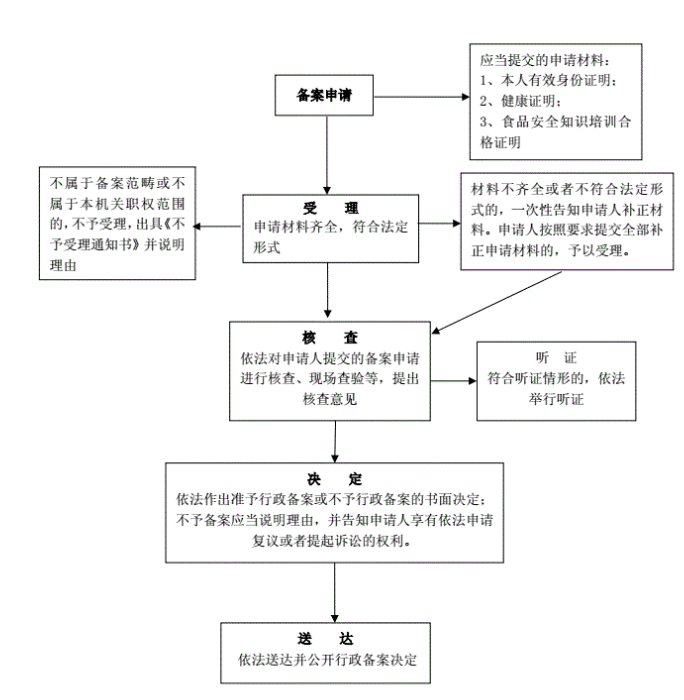 备案申请
应当提交的申请材料：
1、本人有效身份证明；
2、健康证明；
3、食品安全知识培训合
格证明
不属于备案范畴或不
属于本机关职权范围
的，不予受理，出具《不
予受理通知书》并说明
理由
受 理
申请材料齐全，符合法定
形式
材料不齐全或者不符合法定形
式的，一次性告知申请人补正材
料。申请人按照要求提交全部补
正申请材料的，予以受理。
核 查
依法对申请人提交的备案申请
进行核查、现场查验等，提出
核查意见
听 证
符合听证情形的，依法
举行听证
决 定
依法作出准予行政备案或不予行政备案的书面决定；
不予备案应当说明理由，并告知申请人享有依法申请
复议或者提起诉讼的权利。
送 达
依法送达并公开行政备案决定